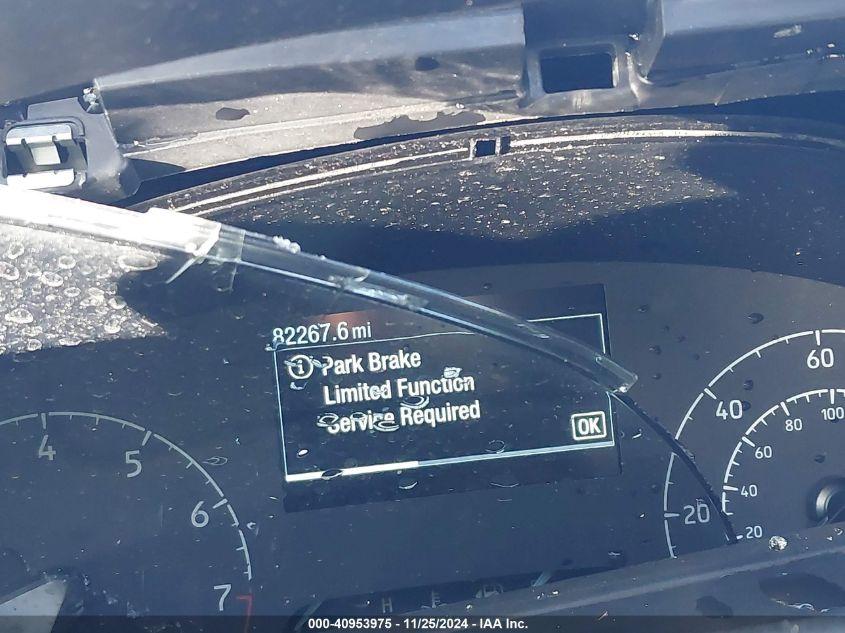 82267.6 mi
Park Brake
Limited Function
Service Required
OK
4
5
6
7
60
40
20
100
80
60
40
20
H
000-40953975 - 11/25/2024 - IAA Inc.